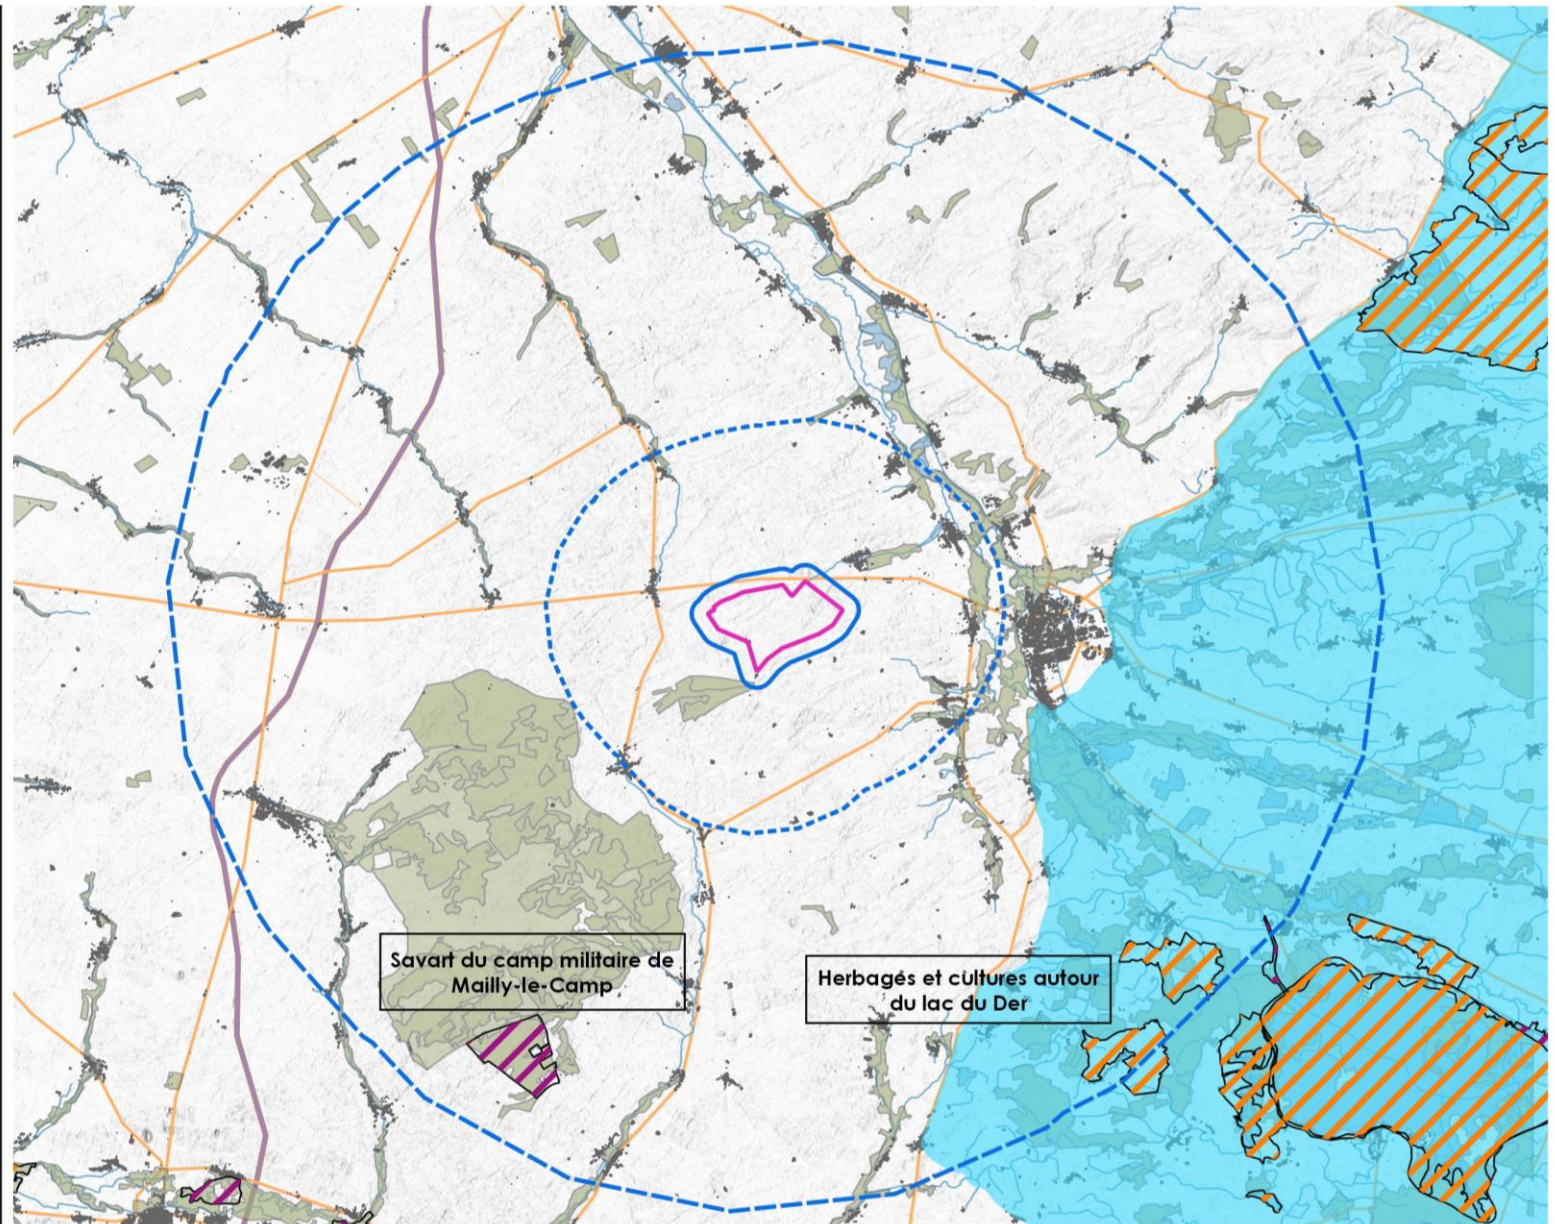 Savart du camp militaire de
Mailly-le-Camp
Herbages et cultures autour
du lac du Der